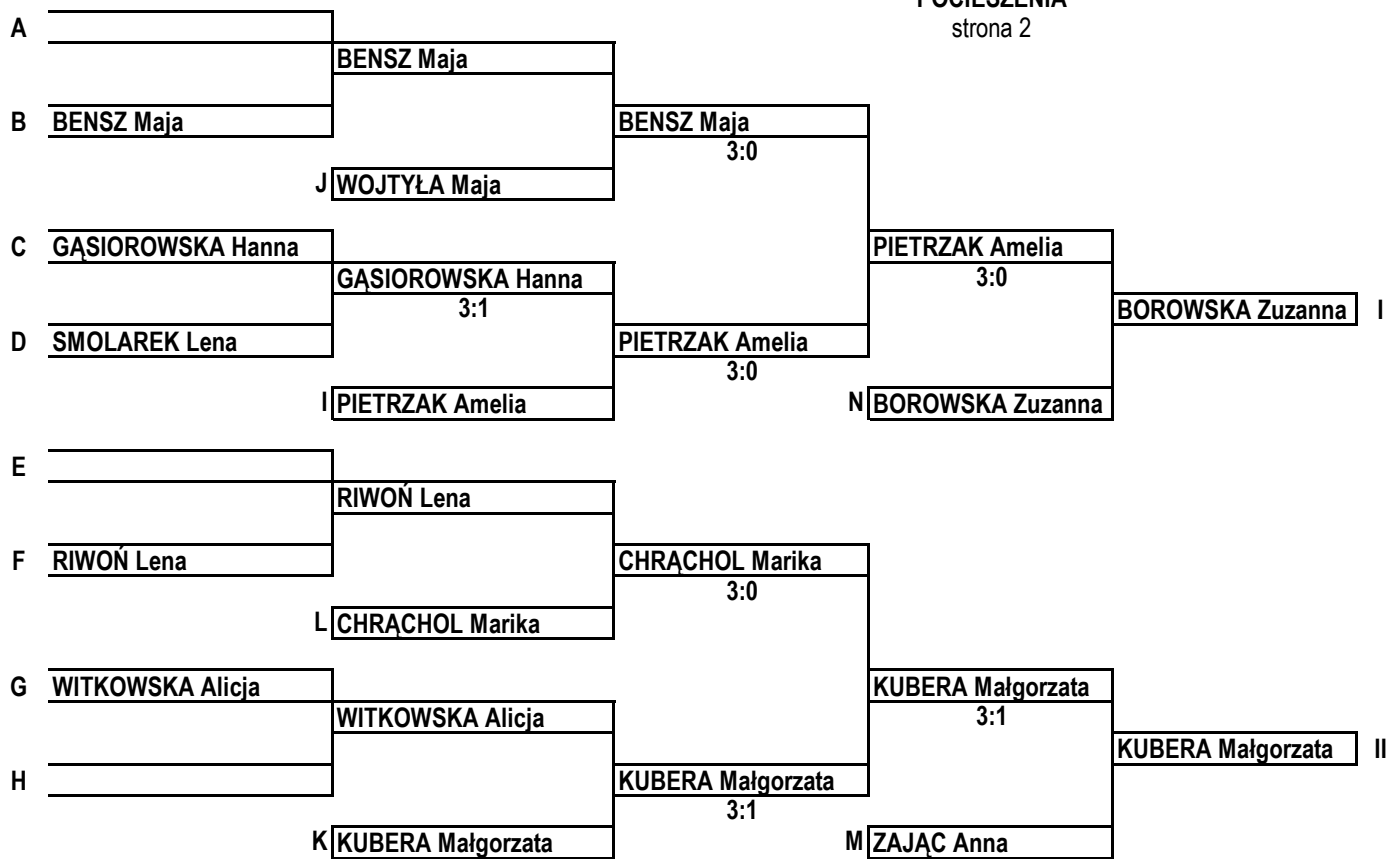 POCIESZENIA
strona 2
A
BENSZ Maja
B BENSZ Maja BENSZ Maja
3:0
J WOJTYŁA Maja
C GĄSIOROWSKA Hanna PIETRZAK Amelia
GĄSIOROWSKA Hanna 3:0
3:1 BOROWSKA Zuzanna I
D SMOLAREK Lena PIETRZAK Amelia
3:0
I PIETRZAK Amelia N BOROWSKA Zuzanna
E
RIWOŃ Lena
F RIWOŃ Lena CHRĄCHOL Marika
3:0
L CHRĄCHOL Marika
G WITKOWSKA Alicja KUBERA Małgorzata
WITKOWSKA Alicja 3:1
KUBERA Małgorzata II
H KUBERA Małgorzata
3:1
K KUBERA Małgorzata M ZAJĄC Anna